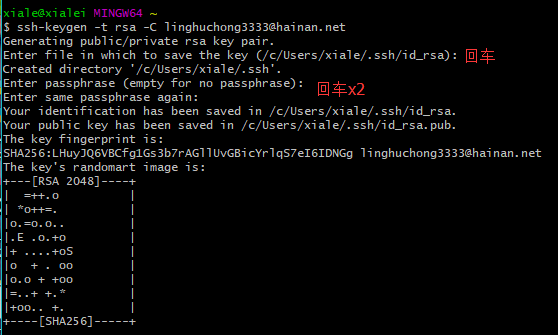 xiale@xialei MINGW64 ~
$ ssh-keygen -t rsa -C linghuchong3333@hainan.net
Generating public/private rsa key pair.
Enter file in which to save the key (/c/Users/xiale/.ssh/id_rsa): 回车
Created directory '/c/Users/xiale/.ssh'.
Enter passphrase (empty for no passphrase): 回车x2
Enter same passphrase again:
Your identification has been saved in /c/Users/xiale/.ssh/id_rsa.
Your public key has been saved in /c/Users/xiale/.ssh/id_rsa.pub.
The key fingerprint is:
SHA256:LHuyJQ6VBCfg1Gs3b7rAGllUvGBicYrlqS7eI6IDNGg linghuchong3333@hainan.net
The key's randomart image is:
+---[RSA 2048]----+
|  =++.o          |
| *o++=.          |
|o.=o.o..         |
|.E .o.+o         |
|+ ....+oS        |
|o  + . oo        |
|o.o + +oo        |
|=..+ +.*         |
|+oo.. +.         |
+----[SHA256]-----+